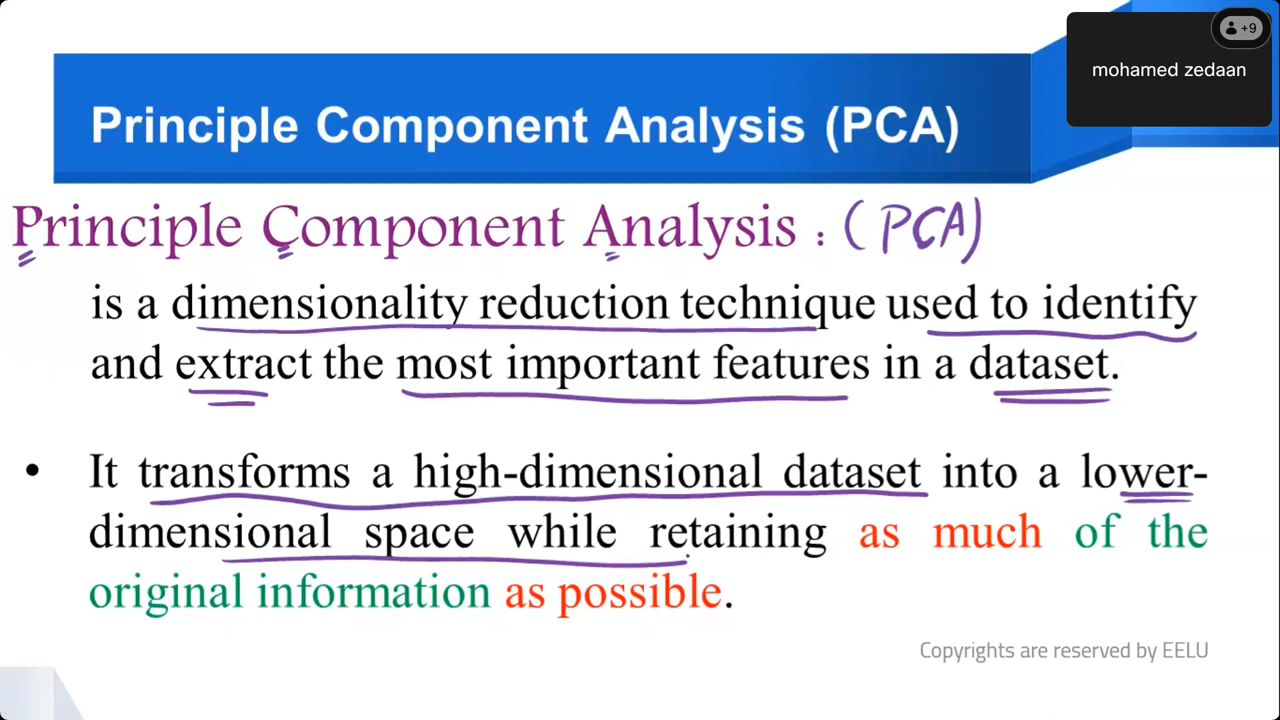 +9
mohamed zedaan
Principle Component Analysis (PCA)
Principle Component Analysis : (PCA)
is a dimensionality reduction technique used to identify
and extract the most important features in a dataset.
• It transforms a high-dimensional dataset into a lower-
dimensional space while retaining as much of the
original information as possible.
Copyrights are reserved by EELU